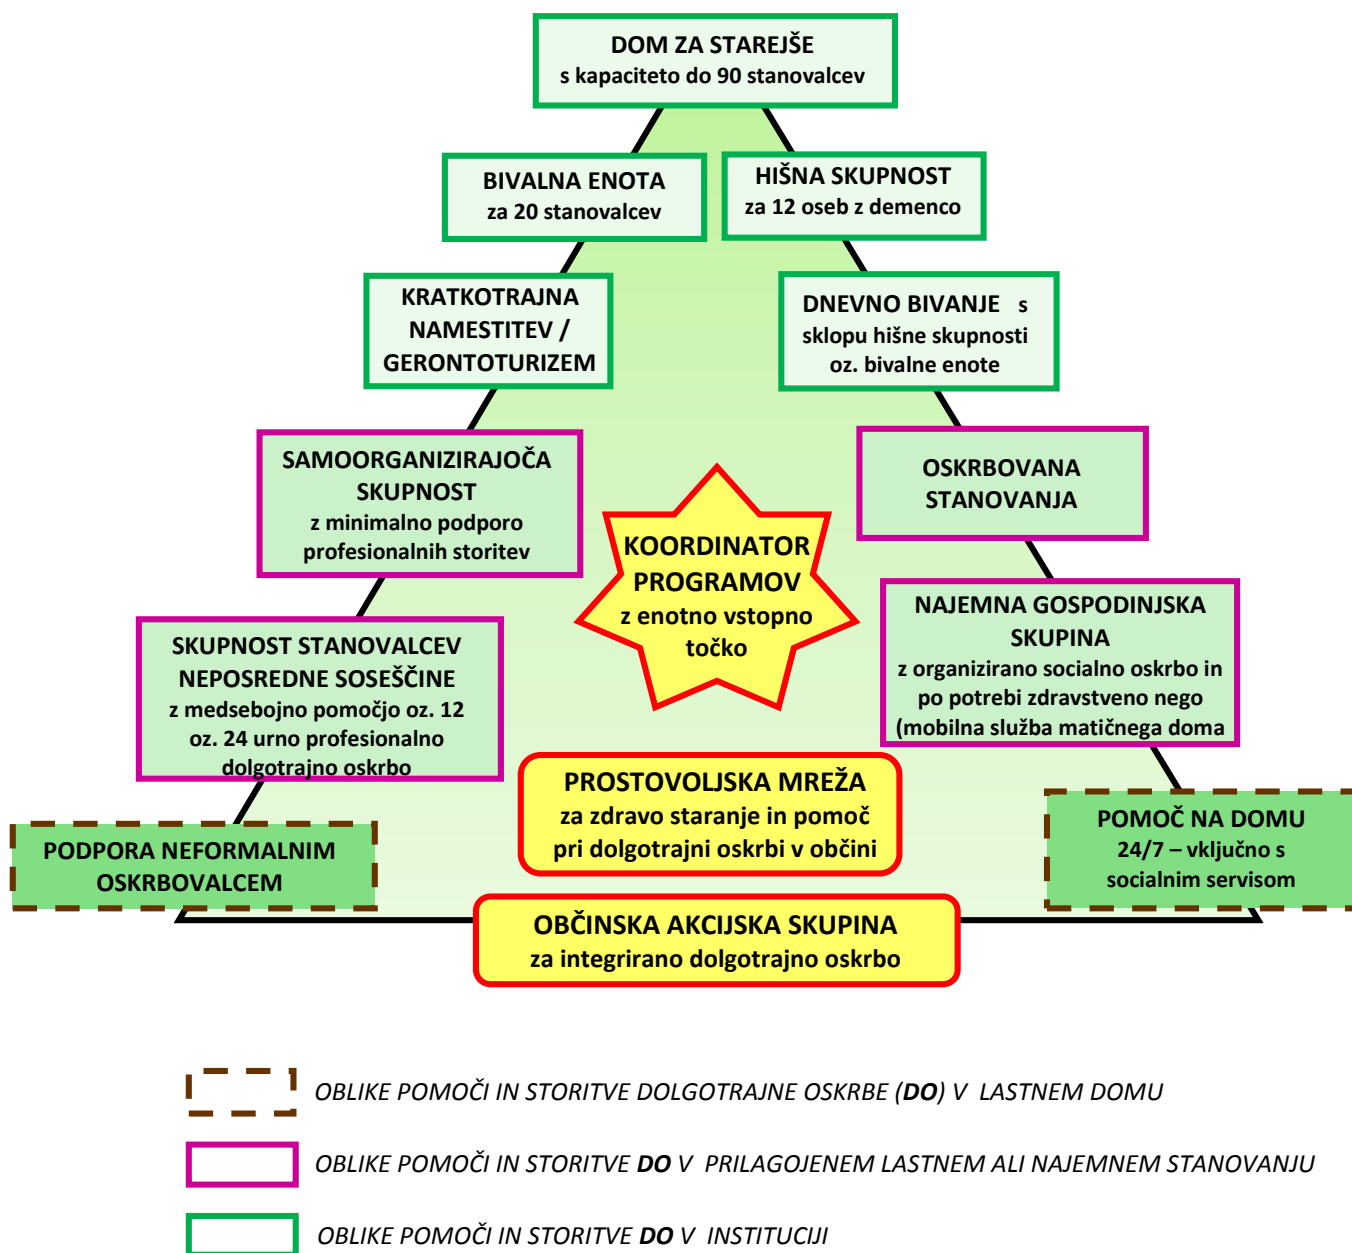 DOM ZA STAREJŠE
s kapaciteto do 90 stanovalcev
BIVALNA ENOTA
za 20 stanovalcev
HIŠNA SKUPNOST
za 12 oseb z demenco
KRATKOTRAJNA
NAMESTITEV /
GERONTOTURIZEM
DNEVNO BIVANJE s
sklopu hišne skupnosti
oz. bivalne enote
SAMOORGANIZIRAJOČA
SKUPNOST
z minimalno podporo
profesionalnih storitev
OSKRBOVANA
STANOVANJA
KOORDINATOR
PROGRAMOV
z enotno vstopno
točko
SKUPNOST STANOVALCEV
NEPOSREDNE SOSEŠČINE
z medsebojno pomočjo oz. 12
oz. 24 urno profesionalno
dolgotrajno oskrbo
NAJEMNA GOSPODINJSKA
SKUPINA
z organizirano socialno oskrbo in
po potrebi zdravstveno nego
(mobilna služba matičnega doma
PROSTOVOLJSKA MREŽA
za zdravo staranje in pomoč
pri dolgotrajni oskrbi v občini
PODPORA NEFORMALNIM
OSKRBOVALCEM
POMOČ NA DOMU
24/7 – vključno s
socialnim servisom
OBČINSKA AKCIJSKA SKUPINA
za integrirano dolgotrajno oskrbo
OBLIKE POMOČI IN STORITVE DOLGOTRAJNE OSKRBE (DO) V LASTNEM DOMU
OBLIKE POMOČI IN STORITVE DO V PRILAGOJENEM LASTNEM ALI NAJEMNEM STANOVANJU
OBLIKE POMOČI IN STORITVE DO V INSTITUCIJI